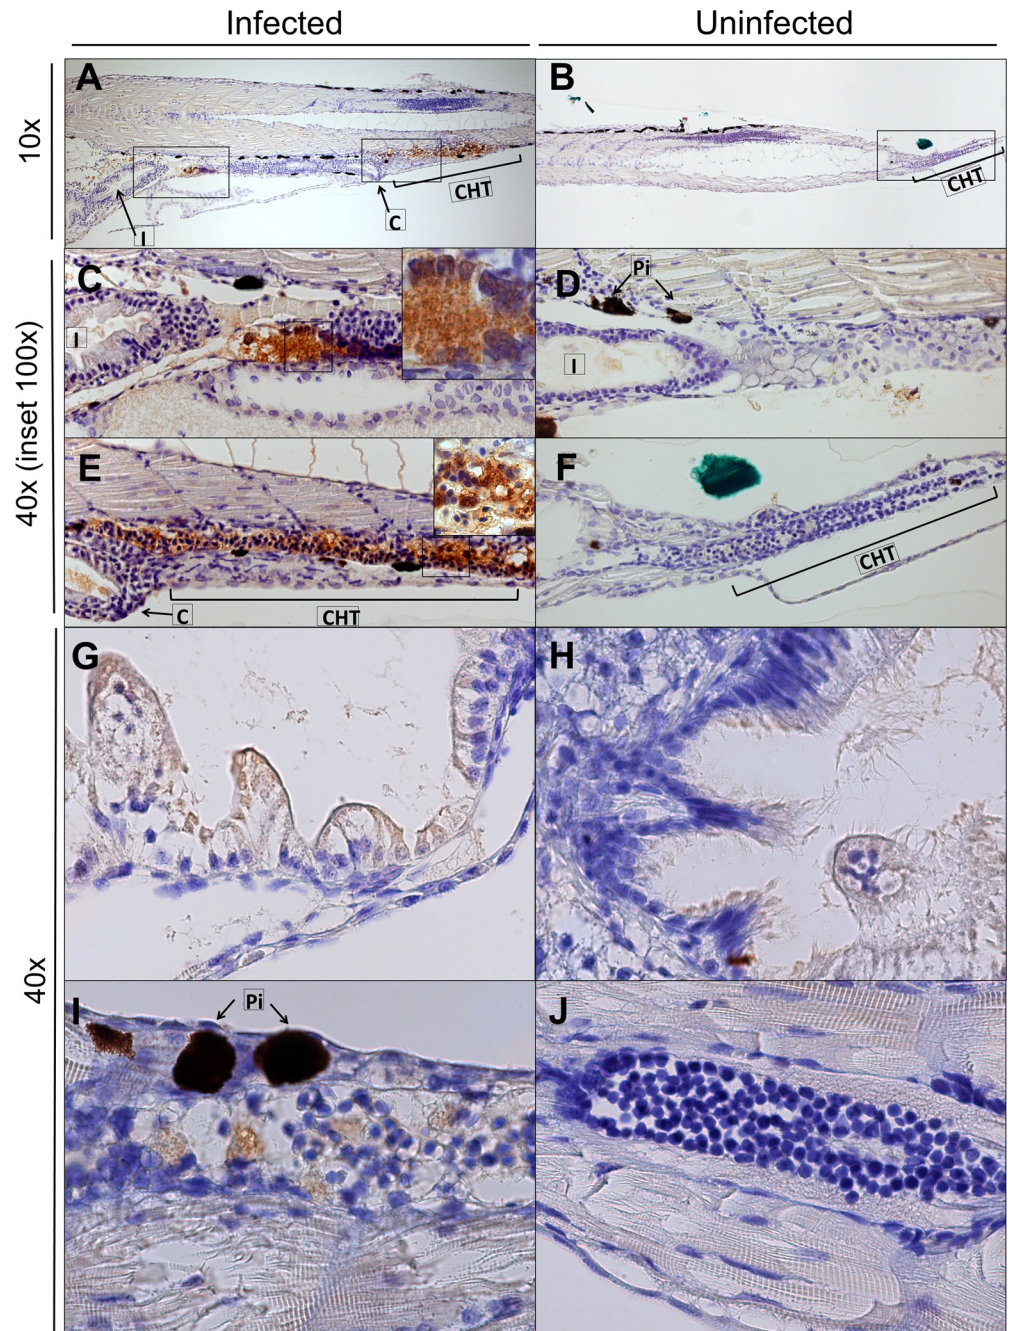 Infected
Uninfected
10x
A
I
C
CHT
B
CHT
40x (inset 100x)
C
I
D
Pi
I
E
C
CHT
F
CHT
40x
G
H
I
Pi
J